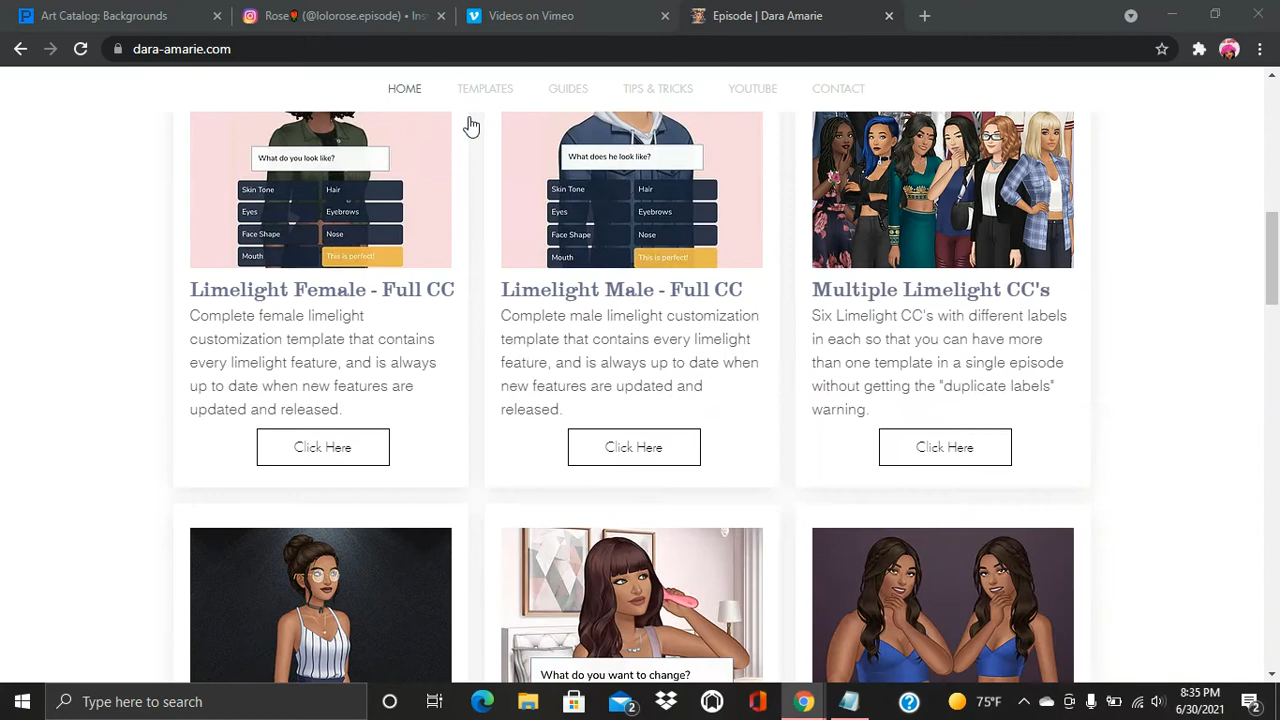 Art Catalog: Backgrounds
Rose🌹 (@lolorose.episode) • Ins
Videos on Vimeo
Episode | Dara Amarie
dara-amarie.com
HOME TEMPLATES GUIDES TIPS & TRICKS YOUTUBE CONTACT
What do you look like?
Skin Tone Hair
Eyes Eyebrows
Face Shape Nose
Mouth This is perfect!
What does he look like?
Skin Tone Hair
Eyes Eyebrows
Face Shape Nose
Mouth This is perfect!
Limelight Female - Full CC
Complete female limelight
customization template that contains
every limelight feature, and is always
up to date when new features are
updated and released.
Click Here
Limelight Male - Full CC
Complete male limelight customization
template that contains every limelight
feature, and is always up to date when
new features are updated and
released.
Click Here
Multiple Limelight CC's
Six Limelight CC's with different labels
in each so that you can have more
than one template in a single episode
without getting the "duplicate labels"
warning.
Click Here
What do you want to change?
Type here to search
2
75°F
8:35 PM
6/30/2021
2